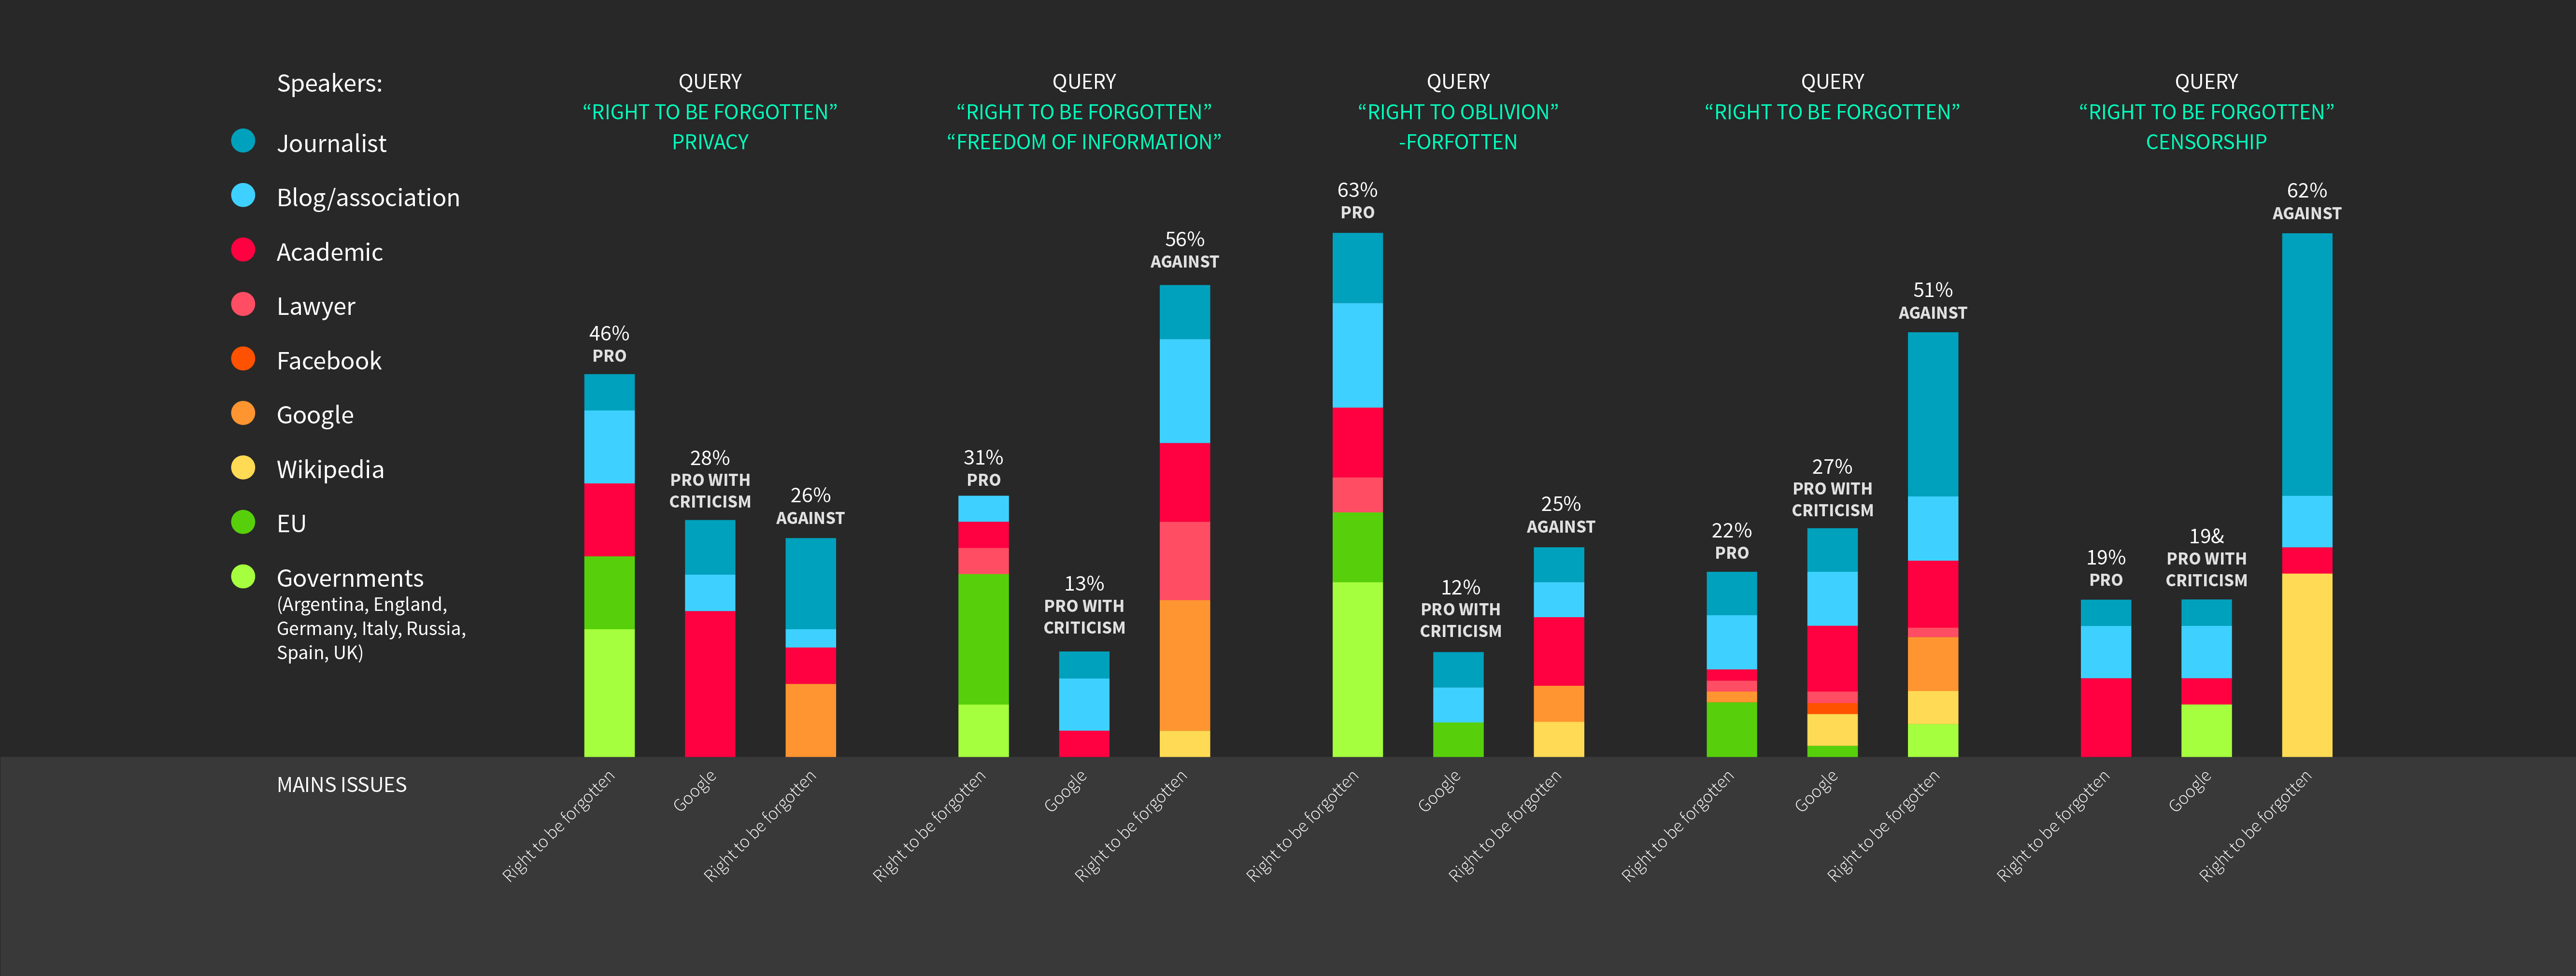 Speakers:
Journalist
Blog/association
Academic
Lawyer
Facebook
Google
Wikipedia
EU
Governments
(Argentina, England,
Germany, Italy, Russia,
Spain, UK)
QUERY
“RIGHT TO BE FORGOTTEN”
PRIVACY
46%
PRO
28%
PRO WITH
CRITICISM
26%
AGAINST
QUERY
“RIGHT TO BE FORGOTTEN”
“FREEDOM OF INFORMATION”
31%
PRO
13%
PRO WITH
CRITICISM
56%
AGAINST
QUERY
“RIGHT TO OBLIVION”
-FORFOTTEN
63%
PRO
12%
PRO WITH
CRITICISM
25%
AGAINST
QUERY
“RIGHT TO BE FORGOTTEN”
22%
PRO
27%
PRO WITH
CRITICISM
51%
AGAINST
QUERY
“RIGHT TO BE FORGOTTEN”
CENSORSHIP
19%
PRO
19&
PRO WITH
CRITICISM
62%
AGAINST
MAINS ISSUES
Right to be forgotten
Google
Right to be forgotten
Right to be forgotten
Google
Right to be forgotten
Right to be forgotten
Google
Right to be forgotten
Right to be forgotten
Google
Right to be forgotten
Right to be forgotten
Google
Right to be forgotten